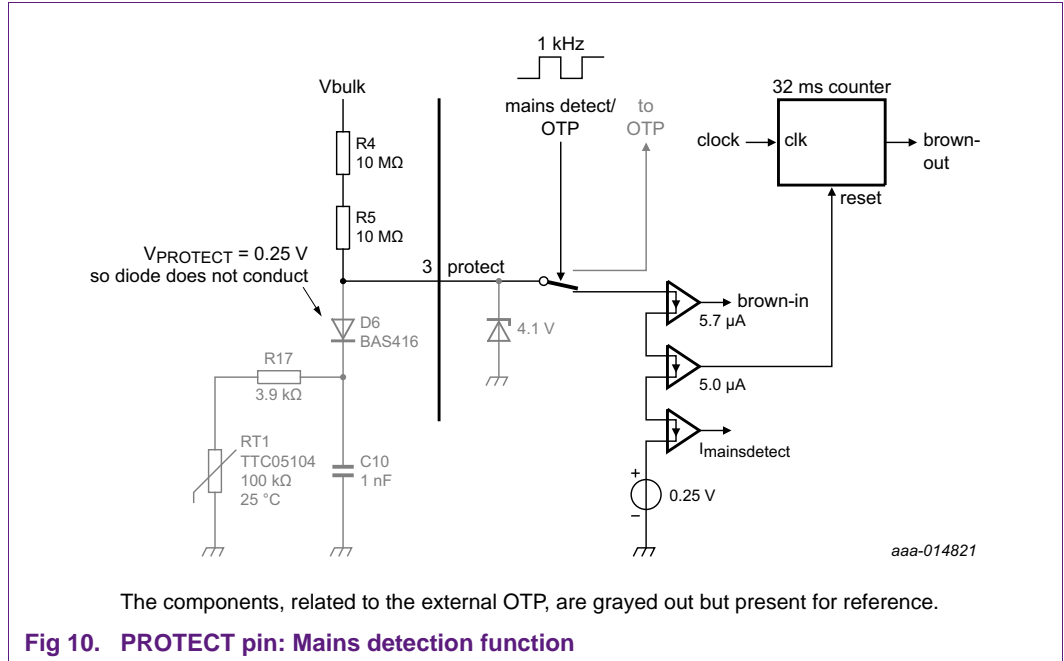 1 kHz
Vbulk
mains detect/
OTP
to
OTP
32 ms counter
R4
10 MΩ
clock
clk
brown-
out
reset
R5
10 MΩ
VPROTECT = 0.25 V
so diode does not conduct
3
protect
brown-in
5.7 μA
D6
BAS416
4.1 V
R17
3.9 kΩ
5.0 μA
RT1
TTC05104
100 kΩ
25 °C
C10
1 nF
Imainsdetect
+
0.25 V
−
aaa-014821
The components, related to the external OTP, are grayed out but present for reference.
Fig 10. PROTECT pin: Mains detection function